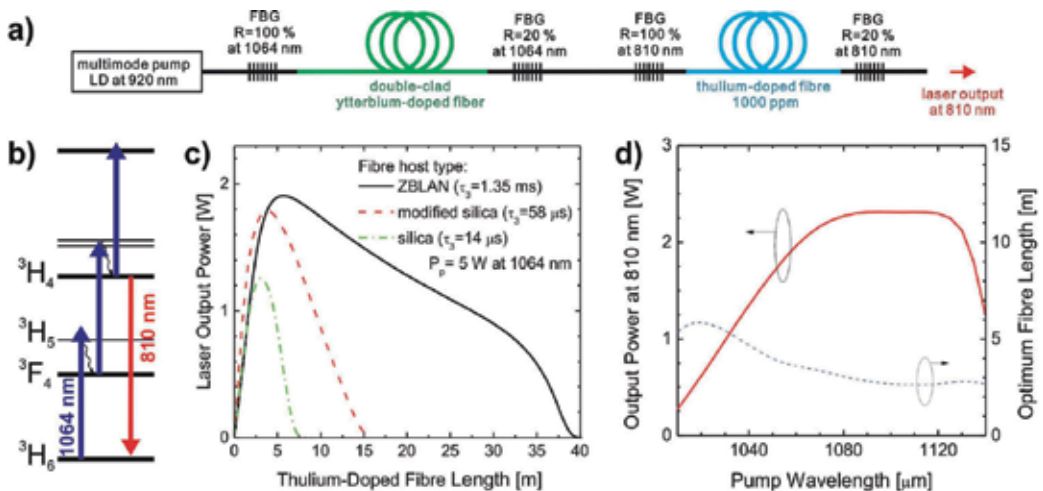 a)
FBG
R=100 %
at 1064 nm
FBG
R=20 %
at 1064 nm
FBG
R=100 %
at 810 nm
FBG
R=20 %
at 810 nm
multimode pump
LD at 920 nm
double-clad
ytterbium-doped fiber
thulium-doped fibre
1000 ppm
laser output
at 810 nm
b)
³H₄
³H₅
³F₄
³H₆
1064 nm
810 nm
c)
Laser Output Power [W]
2
1
0
Fibre host type:
ZBLAN (τ₃=1.35 ms)
modified silica (τ₃=58 μs)
silica (τ₃=14 μs)
Pₚ= 5 W at 1064 nm
0 5 10 15 20 25 30 35 40
Thulium-Doped Fibre Length [m]
d)
Output Power at 810 nm [W]
3
2
1
0
15
10
5
0
Optimum Fibre Length [m]
1040 1080 1120
Pump Wavelength [μm]